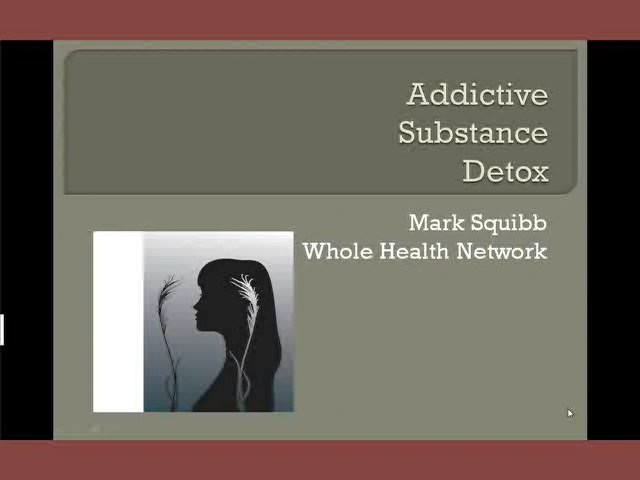 Addictive
Substance
Detox
Mark Squibb
Whole Health Network